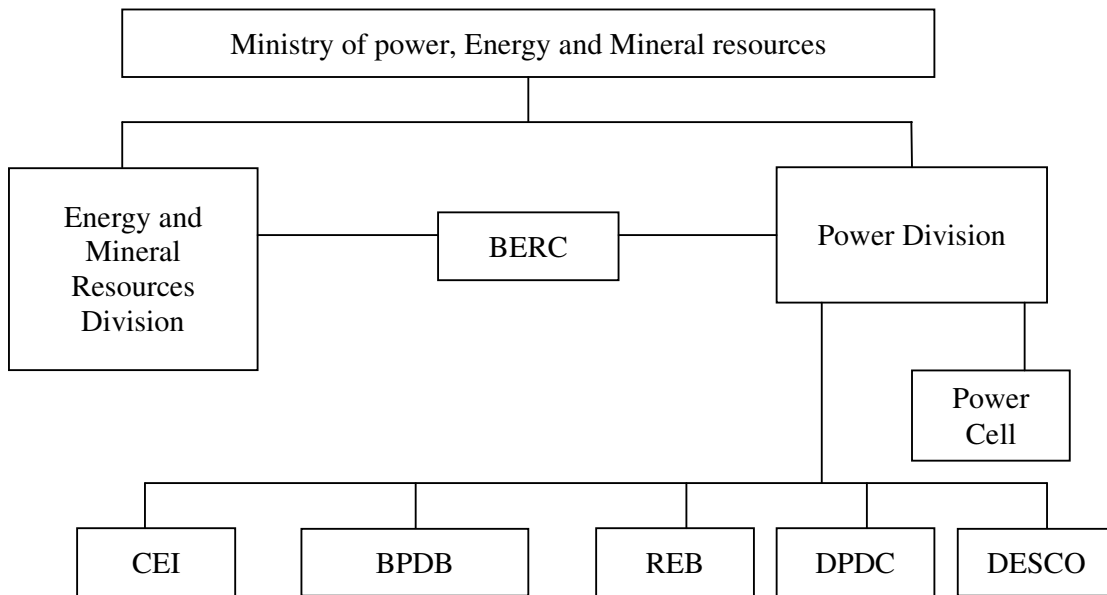 Ministry of power, Energy and Mineral resources
Energy and
Mineral
Resources
Division
BERC
Power Division
Power
Cell
CEI
BPDB
REB
DPDC
DESCO